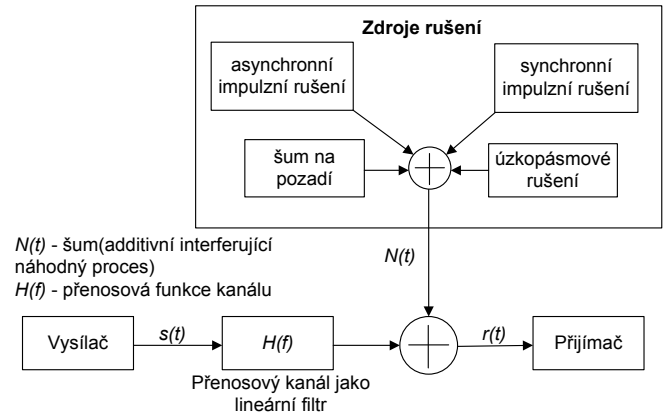 Zdroje rušení
asynchronní
impulzní rušení
synchronní
impulzní rušení
šum na
pozadí
úzkopásmové
rušení
N(t) - šum(additivní interferující
náhodný proces)
H(f) - přenosová funkce kanálu
N(t)
Vysílač
s(t)
H(f)
r(t)
Přijímač
Přenosový kanál jako
lineární filtr